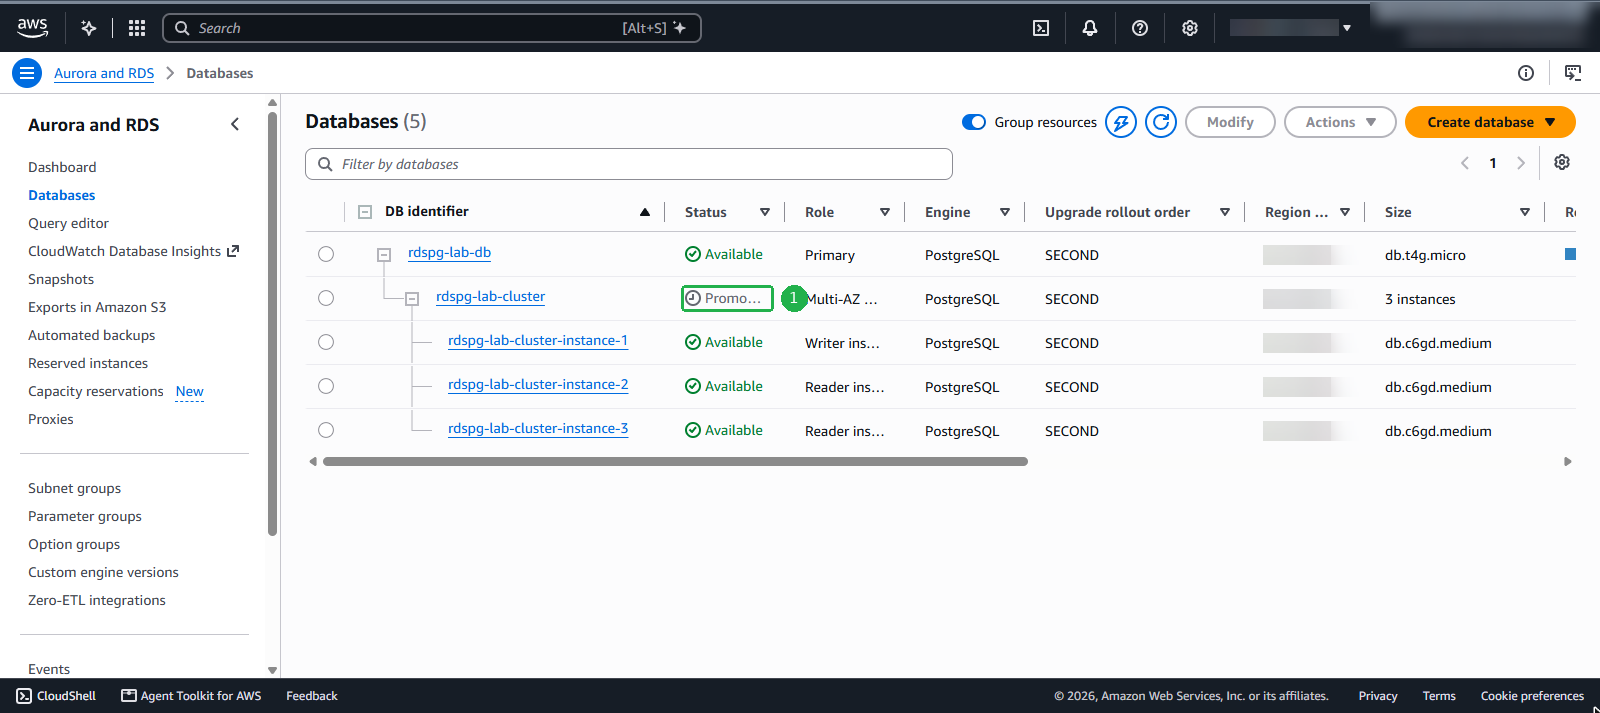 aws
Search [Alt+S]
Aurora and RDS > Databases
Aurora and RDS
Dashboard
Databases
Query editor
CloudWatch Database Insights
Snapshots
Exports in Amazon S3
Automated backups
Reserved instances
Capacity reservations New
Proxies
Subnet groups
Parameter groups
Option groups
Custom engine versions
Zero-ETL integrations
Events
Databases (5)
Group resources Modify Actions Create database
Filter by databases
1
DB identifier Status Role Engine Upgrade rollout order Region ... Size
rdspg-lab-db Available Primary PostgreSQL SECOND db.t4g.micro
rdspg-lab-cluster Promo... 1 Multi-AZ ... PostgreSQL SECOND 3 instances
rdspg-lab-cluster-instance-1 Available Writer ins... PostgreSQL SECOND db.c6gd.medium
rdspg-lab-cluster-instance-2 Available Reader ins... PostgreSQL SECOND db.c6gd.medium
rdspg-lab-cluster-instance-3 Available Reader ins... PostgreSQL SECOND db.c6gd.medium
CloudShell Agent Toolkit for AWS Feedback © 2026, Amazon Web Services, Inc. or its affiliates. Privacy Terms Cookie preferences